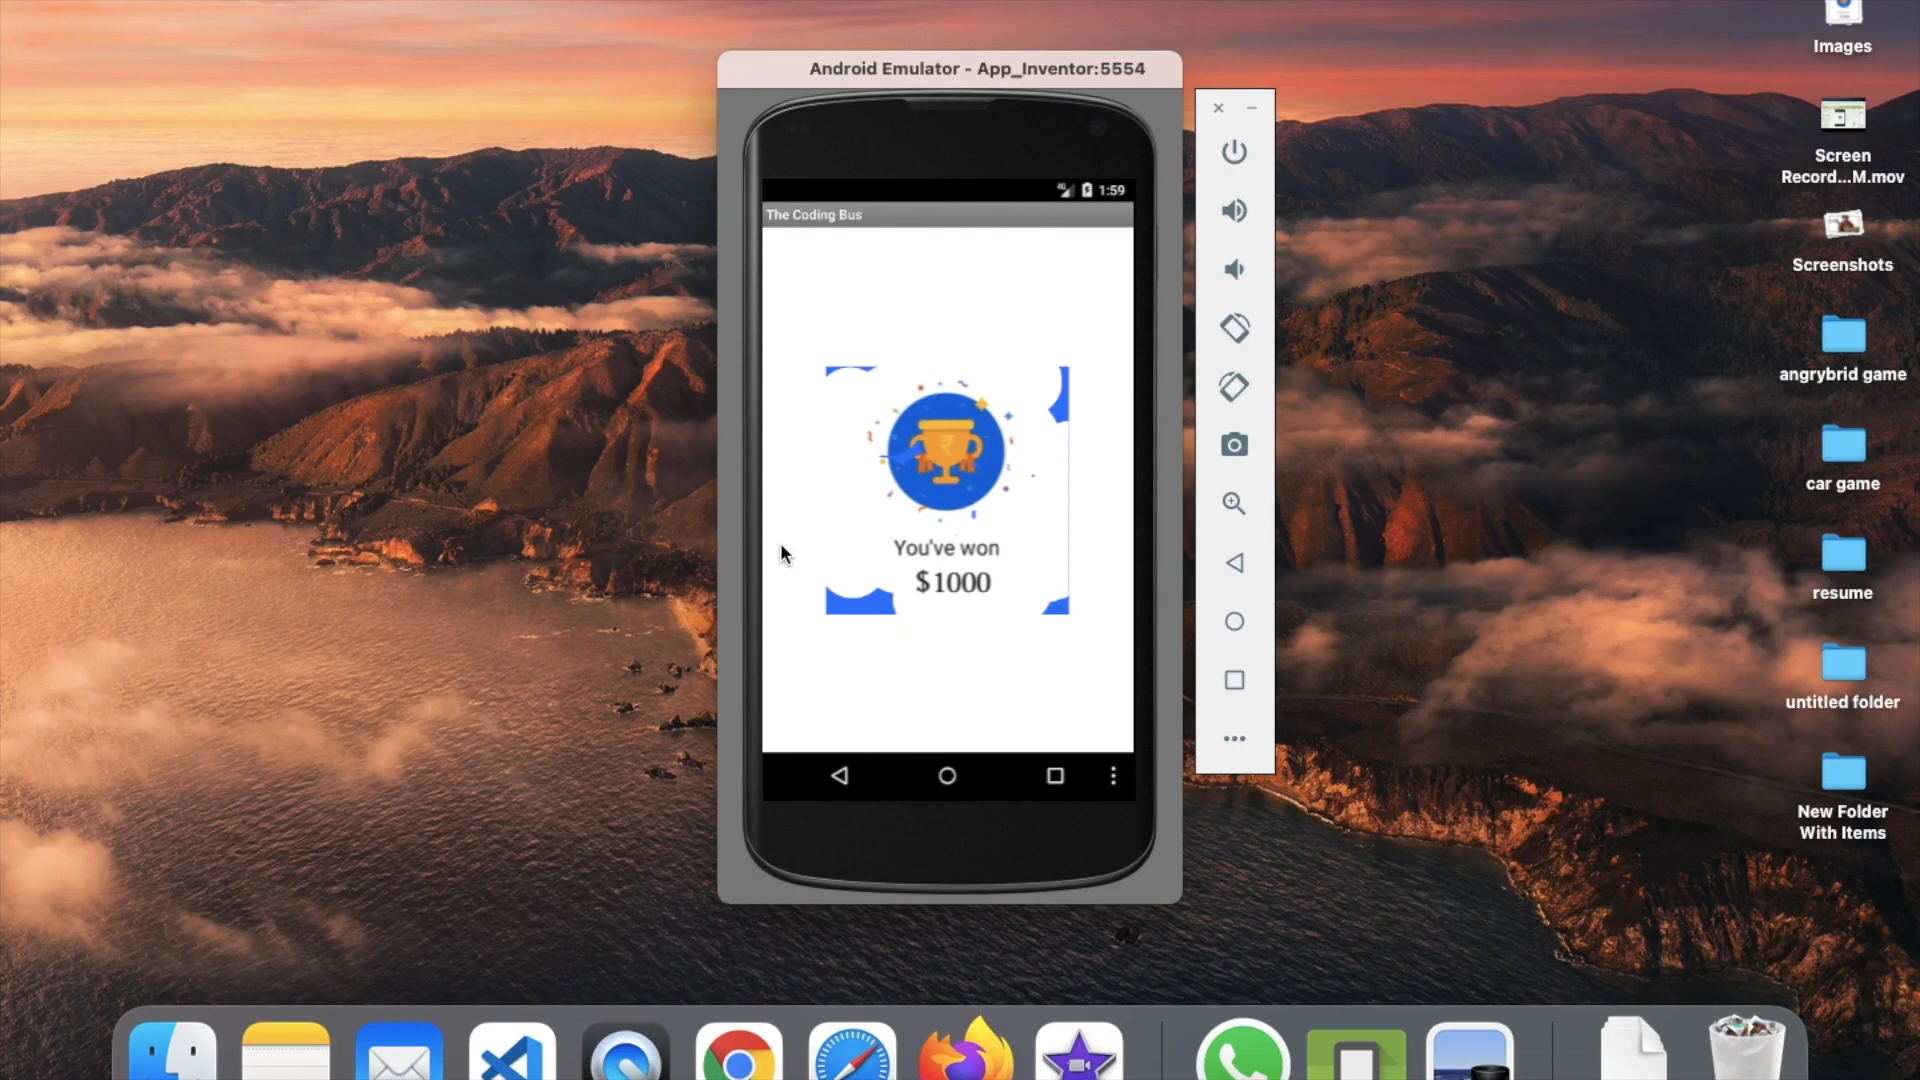 Android Emulator - App_Inventor:5554
4G
1:59
The Coding Bus
₹
You've won
$1000
Images
Screen
Record...M.mov
Screenshots
angrybrid game
car game
resume
untitled folder
New Folder
With Items